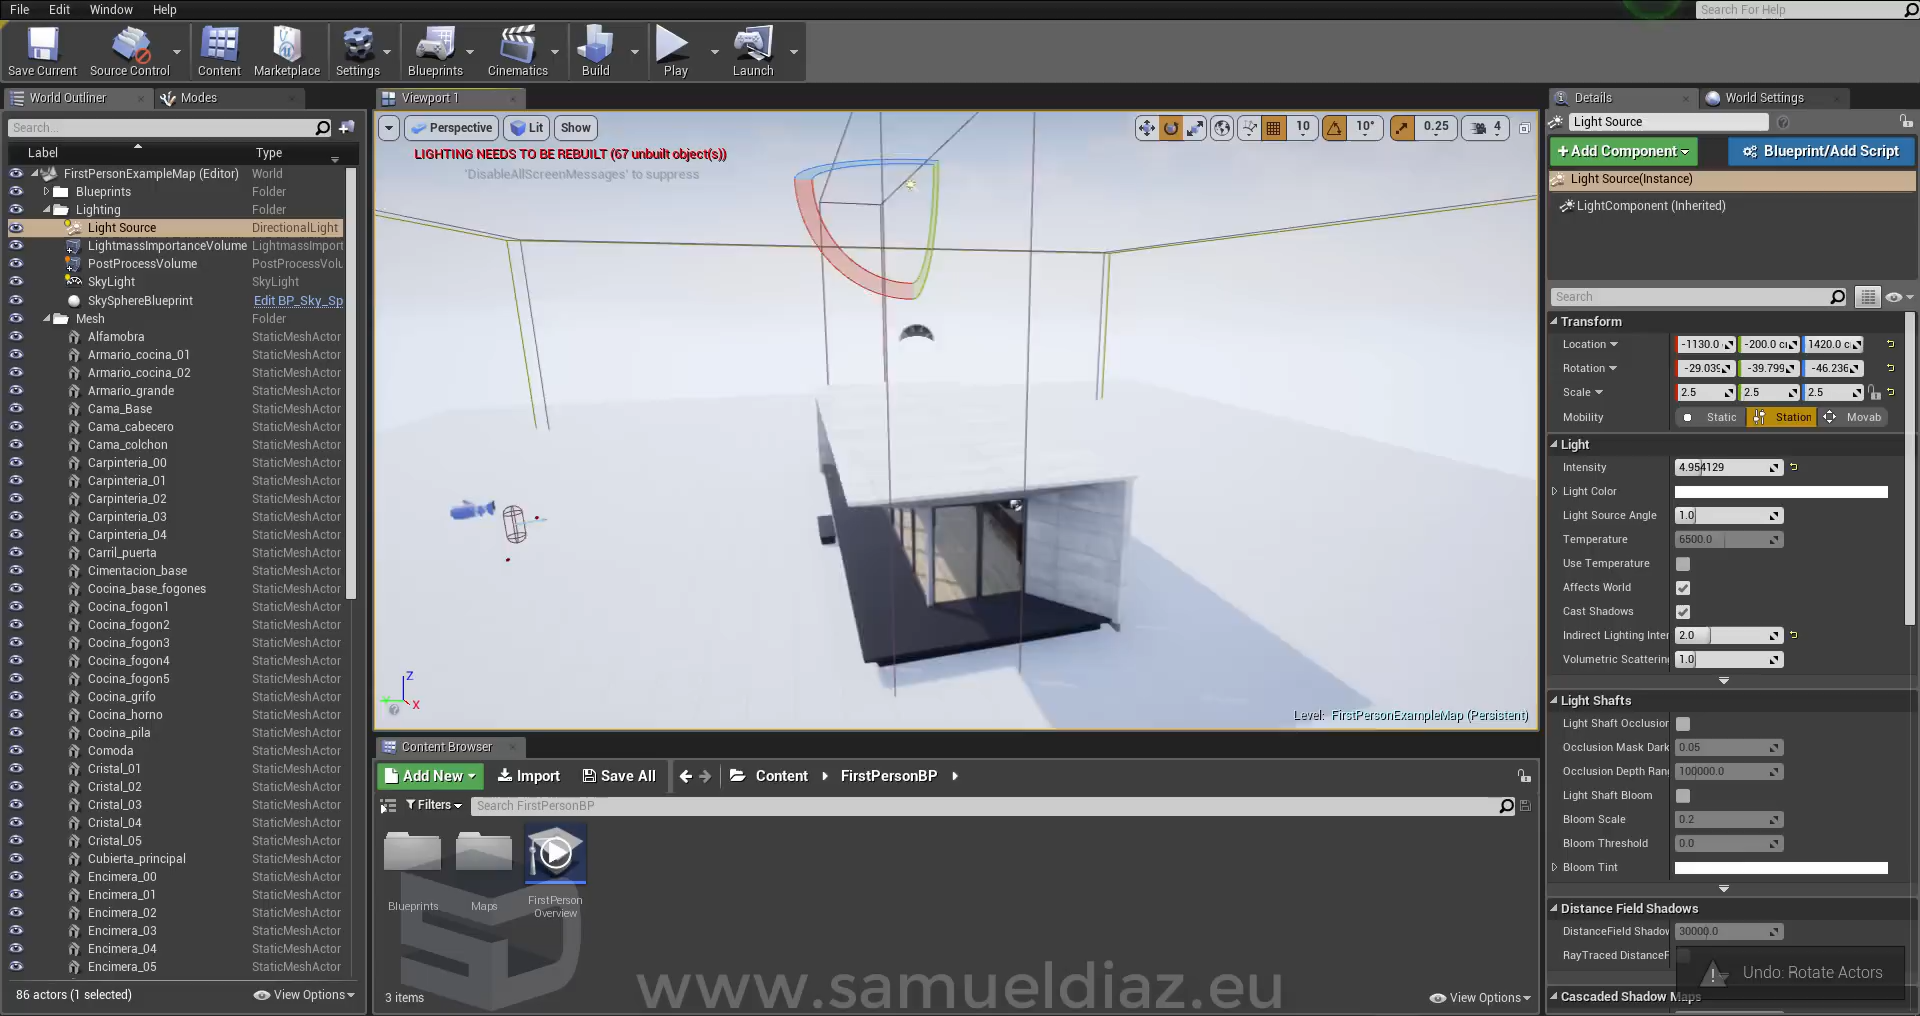 File Edit Window Help
Search For Help
Save Current Source Control Content Marketplace Settings Blueprints Cinematics Build Play Launch
World Outliner
Modes
Search...
Label Type
FirstPersonExampleMap (Editor) World
Blueprints Folder
Lighting Folder
Light Source DirectionalLight
LightmassImportanceVolume LightmassImport
PostProcessVolume PostProcessVolu
SkyLight SkyLight
SkySphereBlueprint Edit BP_Sky_Sp
Mesh Folder
Alfamobra StaticMeshActor
Armario_cocina_01 StaticMeshActor
Armario_cocina_02 StaticMeshActor
Armario_grande StaticMeshActor
Cama_Base StaticMeshActor
Cama_cabecero StaticMeshActor
Cama_colchon StaticMeshActor
Carpinteria_00 StaticMeshActor
Carpinteria_01 StaticMeshActor
Carpinteria_02 StaticMeshActor
Carpinteria_03 StaticMeshActor
Carpinteria_04 StaticMeshActor
Carril_puerta StaticMeshActor
Cimentacion_base StaticMeshActor
Cocina_base_fogones StaticMeshActor
Cocina_fogon1 StaticMeshActor
Cocina_fogon2 StaticMeshActor
Cocina_fogon3 StaticMeshActor
Cocina_fogon4 StaticMeshActor
Cocina_fogon5 StaticMeshActor
Cocina_grifo StaticMeshActor
Cocina_horno StaticMeshActor
Cocina_pila StaticMeshActor
Comoda StaticMeshActor
Cristal_01 StaticMeshActor
Cristal_02 StaticMeshActor
Cristal_03 StaticMeshActor
Cristal_04 StaticMeshActor
Cristal_05 StaticMeshActor
Cubierta_principal StaticMeshActor
Encimera_00 StaticMeshActor
Encimera_01 StaticMeshActor
Encimera_02 StaticMeshActor
Encimera_03 StaticMeshActor
Encimera_04 StaticMeshActor
Encimera_05 StaticMeshActor
86 actors (1 selected) View Options
Viewport 1
Perspective Lit Show
10 10° 0.25 4
LIGHTING NEEDS TO BE REBUILT (67 unbuilt object(s))
'DisableAllScreenMessages' to suppress
Z
X
Level: FirstPersonExampleMap (Persistent)
Content Browser
Add New Import Save All Content FirstPersonBP
Filters Search FirstPersonBP
Blueprints
Maps
FirstPerson
Overview
3 items
View Options
www.samueldiaz.eu
Details
World Settings
Light Source
+Add Component Blueprint/Add Script
Light Source(Instance)
LightComponent (Inherited)
Search
Transform
Location -1130.0 -200.0 c 1420.0 c
Rotation -29.039 -39.799 -46.236
Scale 2.5 2.5 2.5
Mobility Static Station Movab
Light
Intensity 4.954129
Light Color
Light Source Angle 1.0
Temperature 6500.0
Use Temperature
Affects World
Cast Shadows
Indirect Lighting Inte 2.0
Volumetric Scattering 1.0
Light Shafts
Light Shaft Occlusion
Occlusion Mask Dark 0.05
Occlusion Depth Rang 100000.0
Light Shaft Bloom
Bloom Scale 0.2
Bloom Threshold 0.0
Bloom Tint
Distance Field Shadows
DistanceField Shadow 30000.0
RayTraced DistanceF
Undo: Rotate Actors
Cascaded Shadow Maps